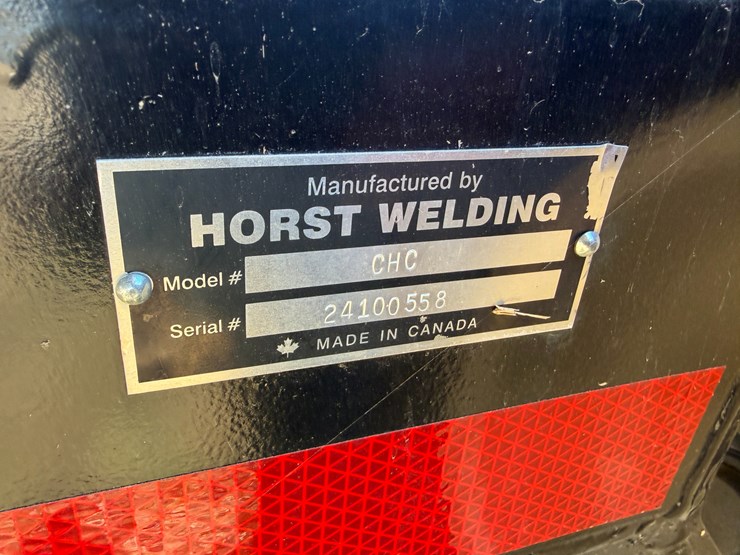 Manufactured by
HORST WELDING
Model # CHC
Serial # 24100558
MADE IN CANADA